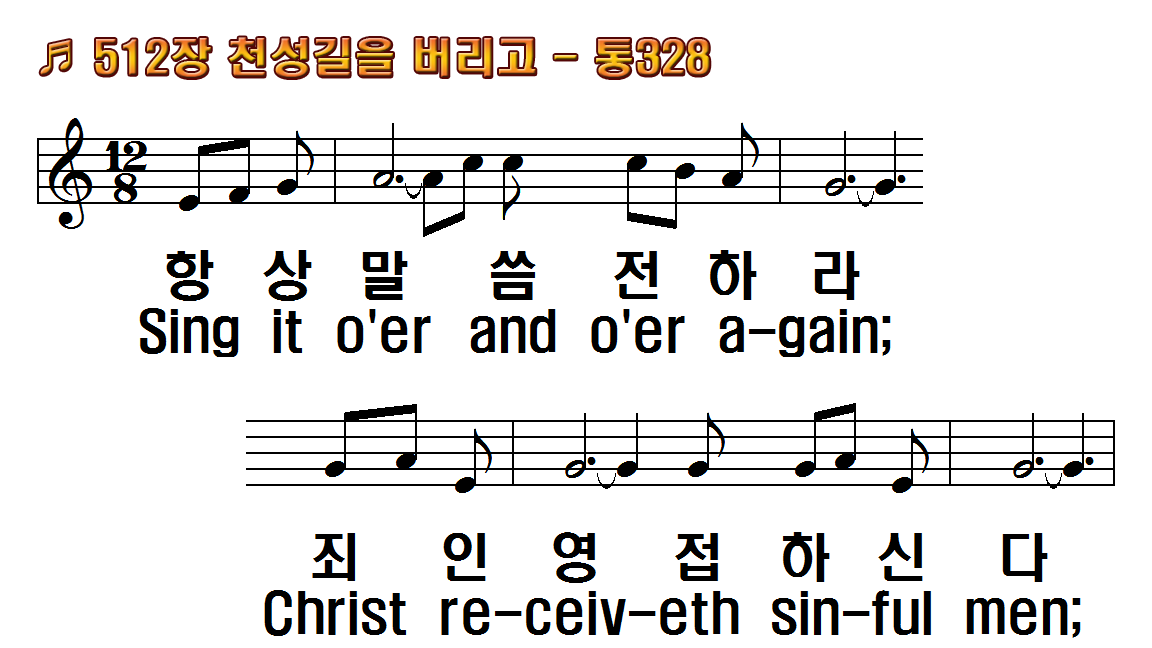 ♬ 512장 천성길을 버리고 - 통328
12
8
항 상 말 씀 전 하 라
Sing it o'er and o'er a-gain;
죄 인 영 접 하 신 다
Christ re-ceiv-eth sin-ful men;